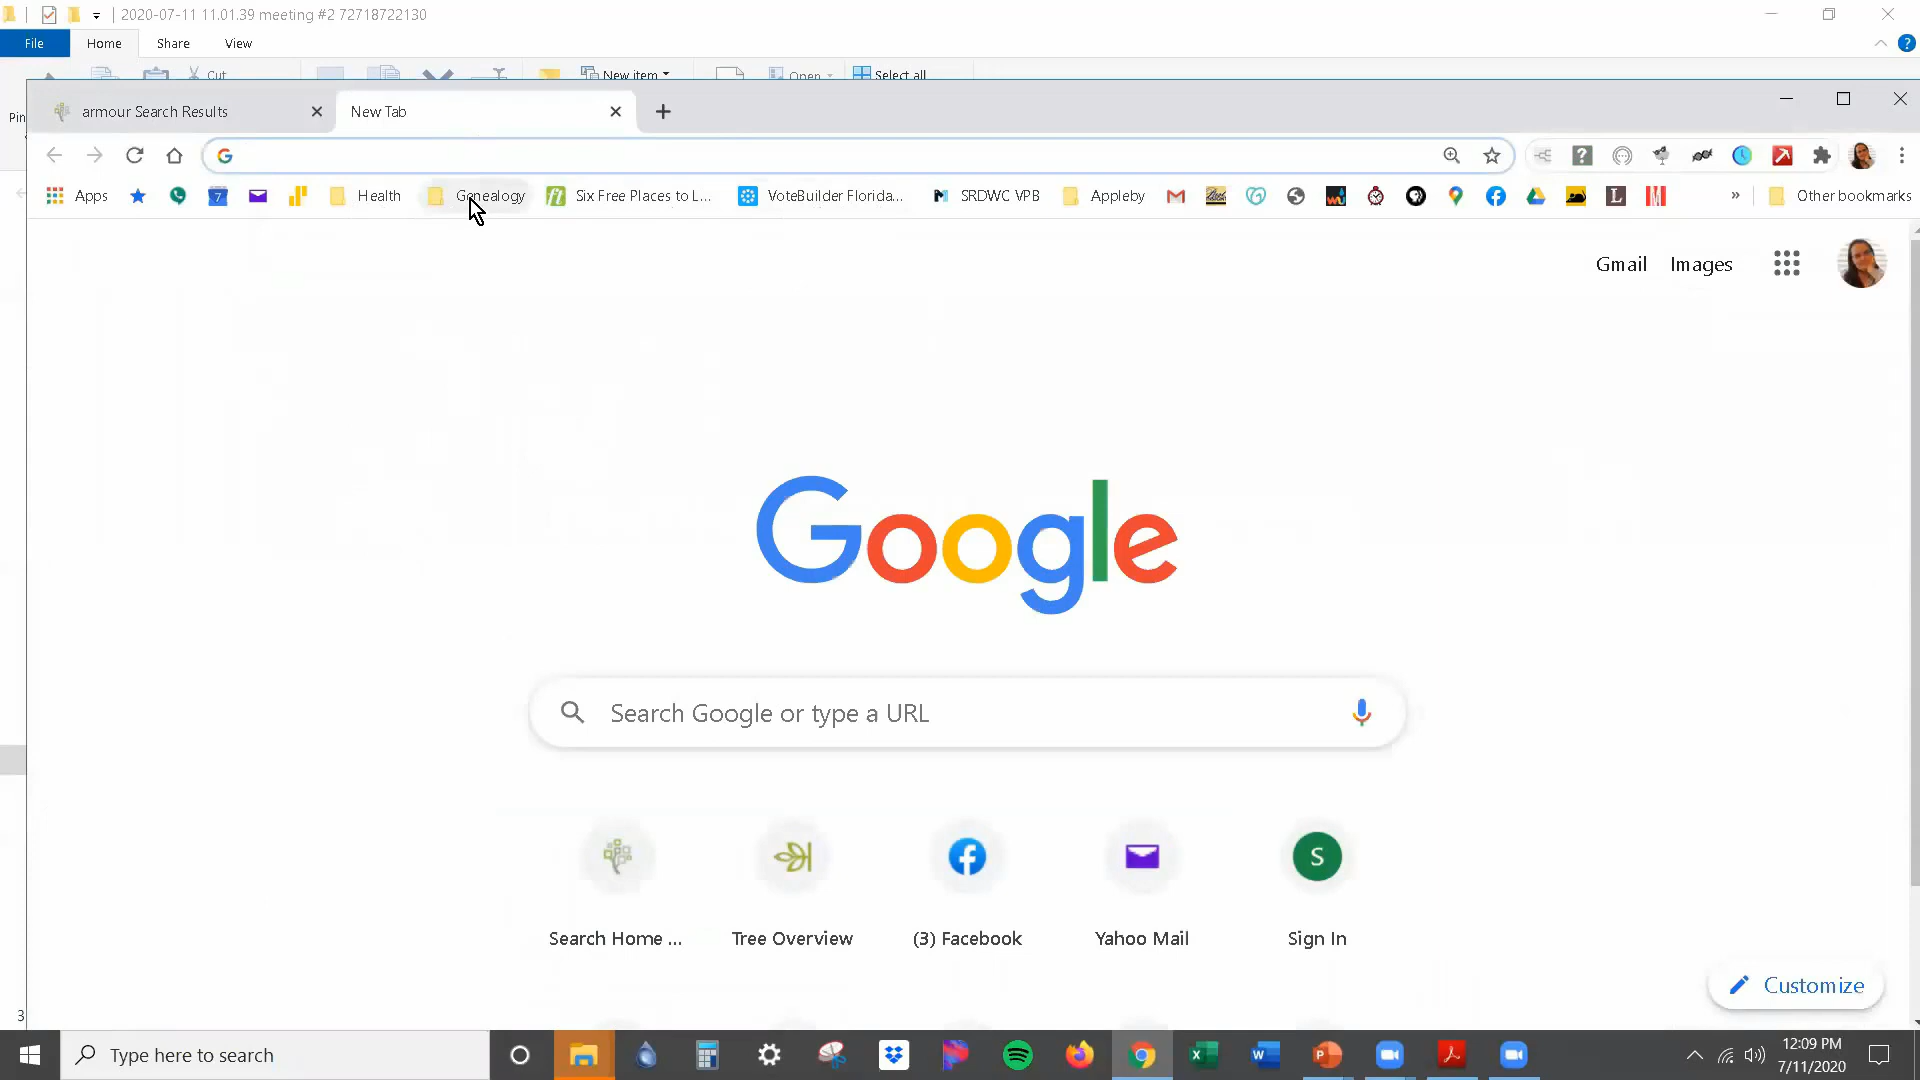 2020-07-11 11.01.39 meeting #2 72718722130
File Home Share View
Cut New item Open Select all
Pin
armour Search Results New Tab
Apps 7 Health Genealogy Six Free Places to L... VoteBuilder Florida... SRDWC VPB Appleby Other bookmarks
Gmail Images
Google
Search Google or type a URL
S
Search Home ... Tree Overview (3) Facebook Yahoo Mail Sign In
Customize
3
Type here to search
12:09 PM
7/11/2020